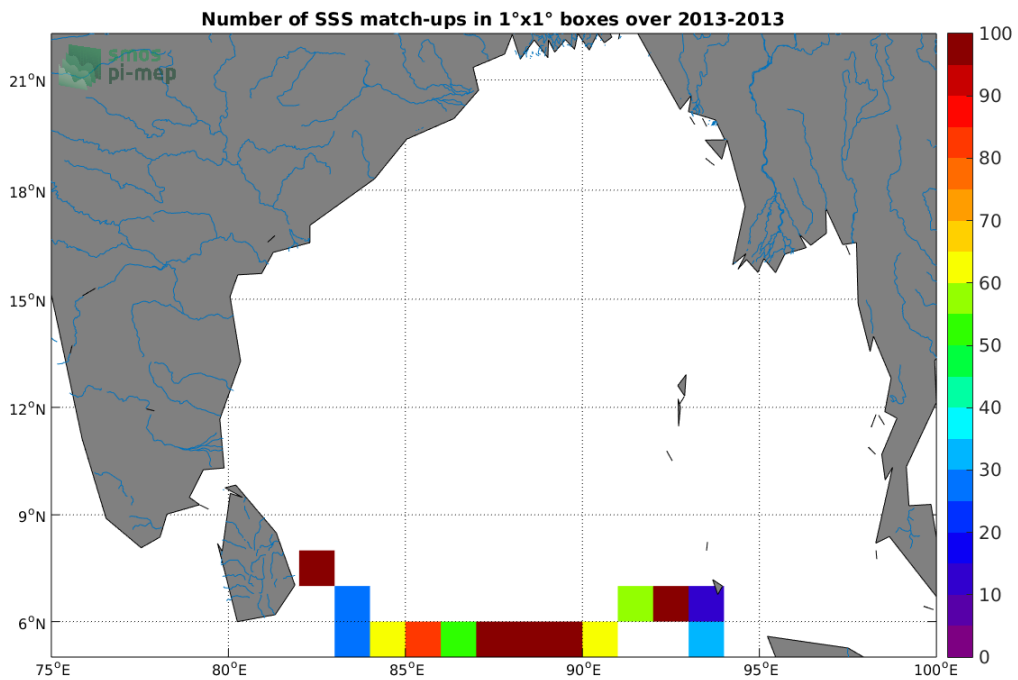 Number of SSS match-ups in 1°x1° boxes over 2013-2013
smos
pi-mep
21°N
18°N
15°N
12°N
9°N
6°N
75°E
80°E
85°E
90°E
95°E
100°E
100
90
80
70
60
50
40
30
20
10
0